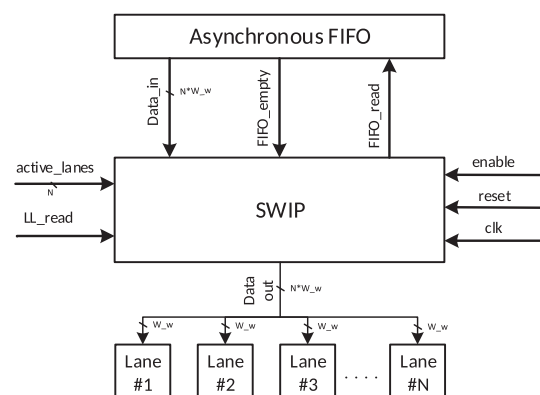 Asynchronous FIFO
Data_in
N*W_w
FIFO_empty
FIFO_read
active_lanes
N
LL_read
SWIP
enable
reset
clk
Data
out
N*W_w
W_w
W_w
W_w
W_w
Lane
#1
Lane
#2
Lane
#3
. . . .
Lane
#N